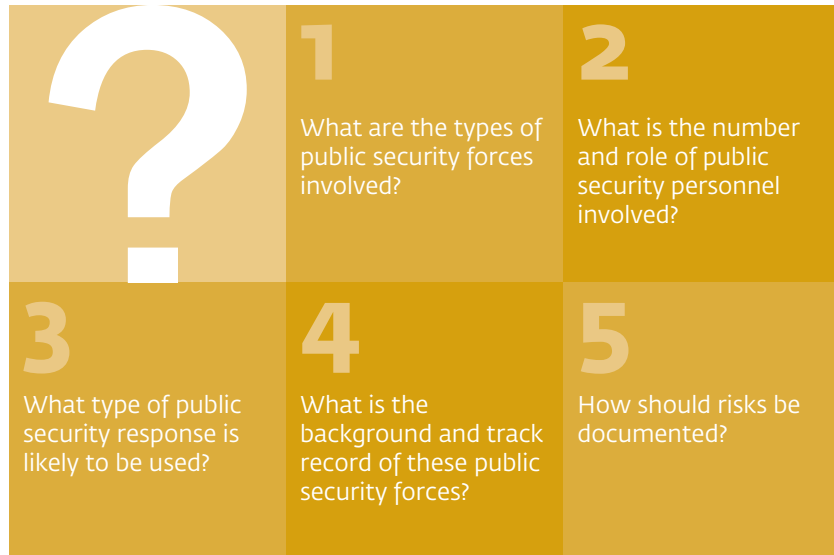 ?
1
What are the types of
public security forces
involved?
2
What is the number
and role of public
security personnel
involved?
3
What type of public
security response is
likely to be used?
4
What is the
background and track
record of these public
security forces?
5
How should risks be
documented?